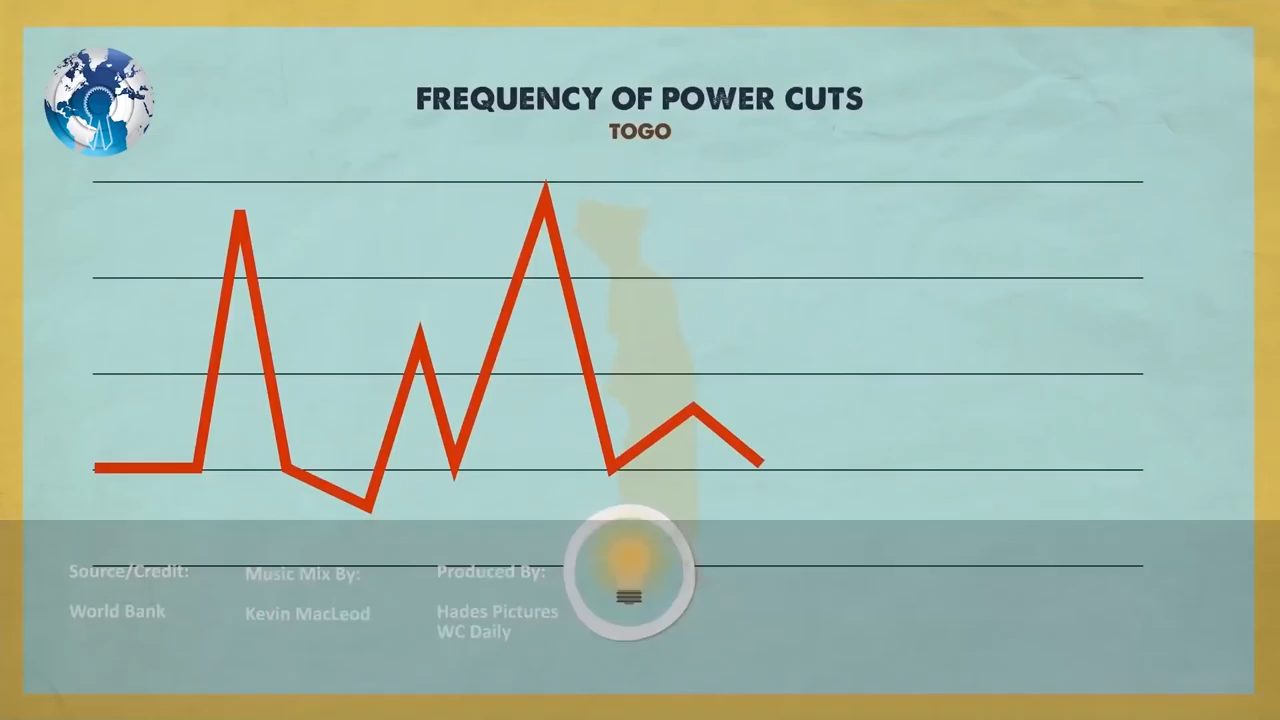 FREQUENCY OF POWER CUTS
TOGO
Source/Credit:
World Bank
Music Mix By:
Kevin MacLeod
Produced By:
Hades Pictures
WC Daily